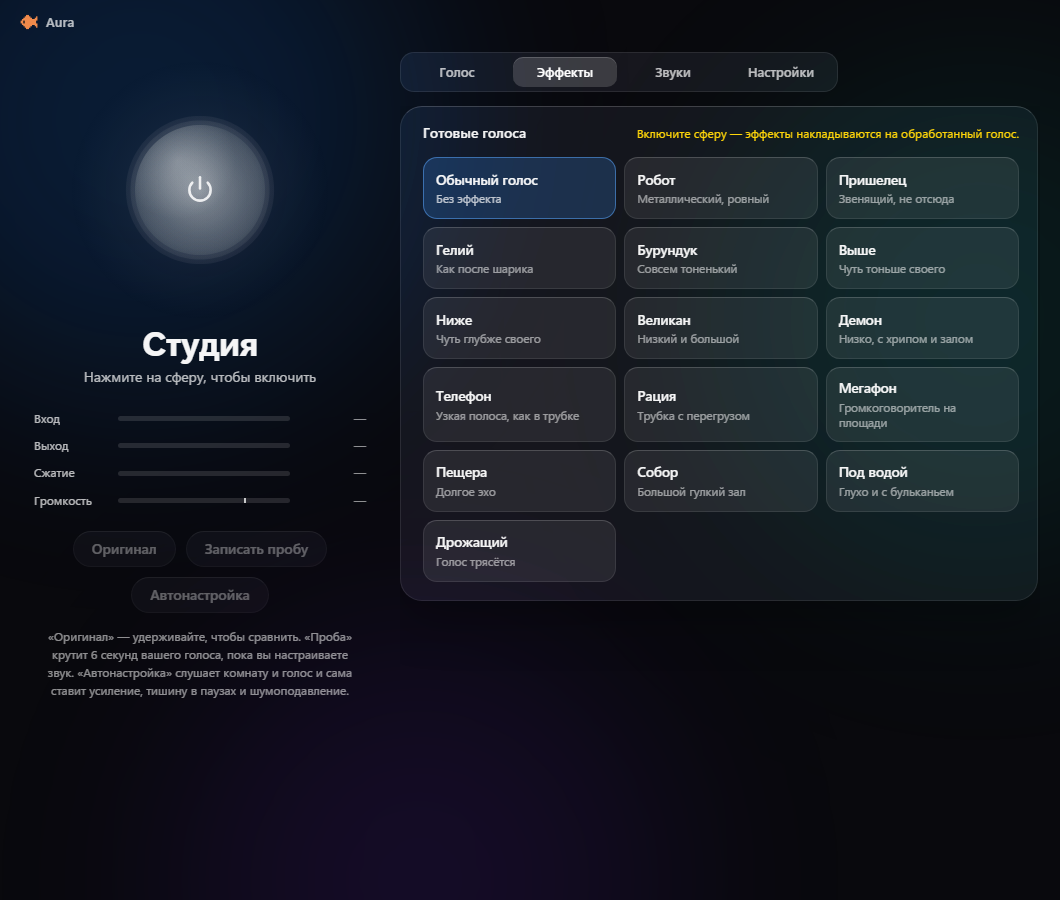 Aura
Голос
Эффекты
Звуки
Настройки
Студия
Нажмите на сферу, чтобы включить
Вход —
Выход —
Сжатие —
Громкость —
Оригинал
Записать пробу
Автонастройка
«Оригинал» — удерживайте, чтобы сравнить. «Проба»
крутит 6 секунд вашего голоса, пока вы настраиваете
звук. «Автонастройка» слушает комнату и голос и сама
ставит усиление, тишину в паузах и шумоподавление.
Готовые голоса
Включите сферу — эффекты накладываются на обработанный голос.
Обычный голос
Без эффекта
Робот
Металлический, ровный
Пришелец
Звенящий, не отсюда
Гелий
Как после шарика
Бурундук
Совсем тоненький
Выше
Чуть тоньше своего
Ниже
Чуть глубже своего
Великан
Низкий и большой
Демон
Низко, с хрипом и залом
Телефон
Узкая полоса, как в трубке
Рация
Трубка с перегрузом
Мегафон
Громкоговоритель на
площади
Пещера
Долгое эхо
Собор
Большой гулкий зал
Под водой
Глухо и с бульканьем
Дрожащий
Голос трясётся